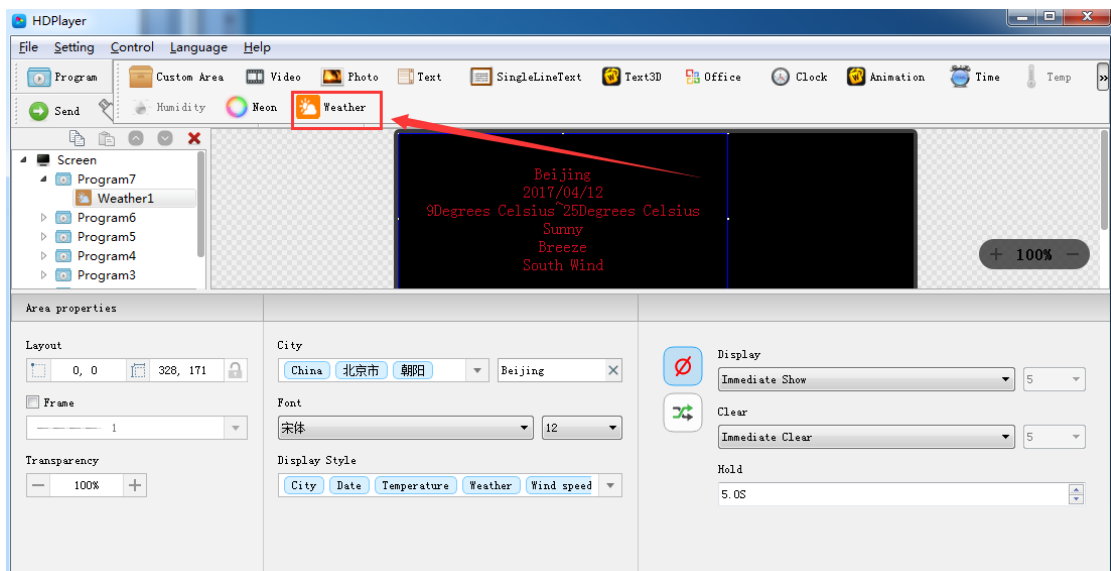 HDPlayer
File Setting Control Language Help
Program Custom Area Video Photo Text SingleLineText Text3D Office Clock Animation Time Temp »
Send Humidity Neon Weather
Screen
Program7
Weather1
Program6
Program5
Program4
Program3
Beijing
2017/04/12
9Degrees Celsius~25Degrees Celsius
Sunny
Breeze
South Wind
+ 100% −
Area properties
Layout
0, 0 328, 171
Frame
1
Transparency
— 100% +
City
China 北京市 朝阳 Beijing
Font
宋体 12
Display Style
City Date Temperature Weather Wind speed
Display
Immediate Show 5
Clear
Immediate Clear 5
Hold
5.0S